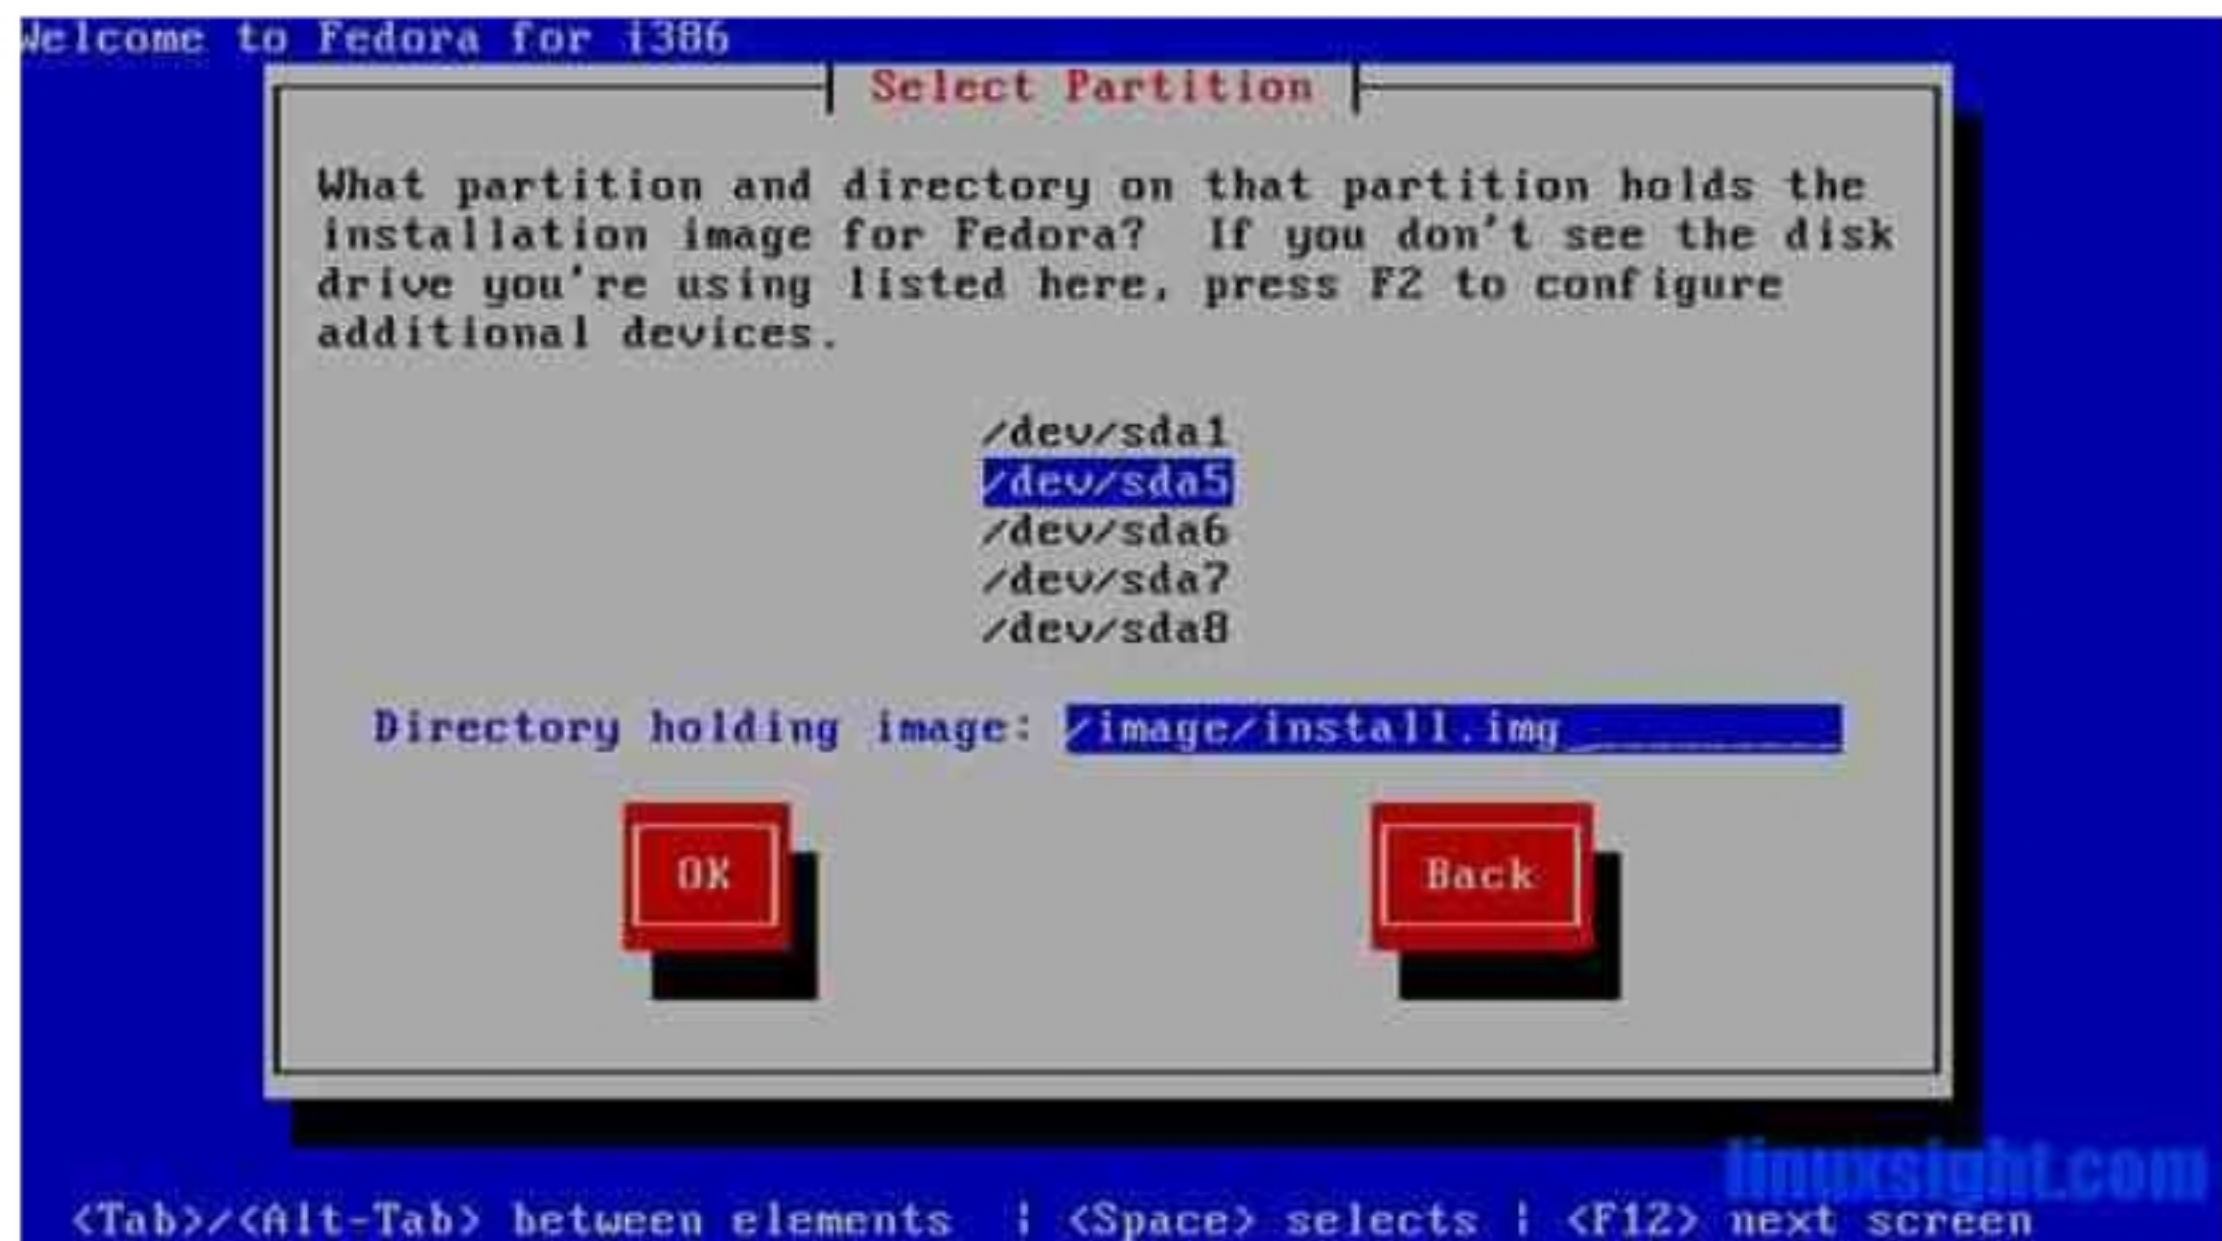 Welcome to Fedora for i386
Select Partition
What partition and directory on that partition holds the
installation image for Fedora?  If you don't see the disk
drive you're using listed here, press F2 to configure
additional devices.
/dev/sda1
/dev/sda5
/dev/sda6
/dev/sda7
/dev/sda8
Directory holding image: /image/install.img
OK
Back
linuxsight.com
<Tab>/<Alt-Tab> between elements  | <Space> selects | <F12> next screen